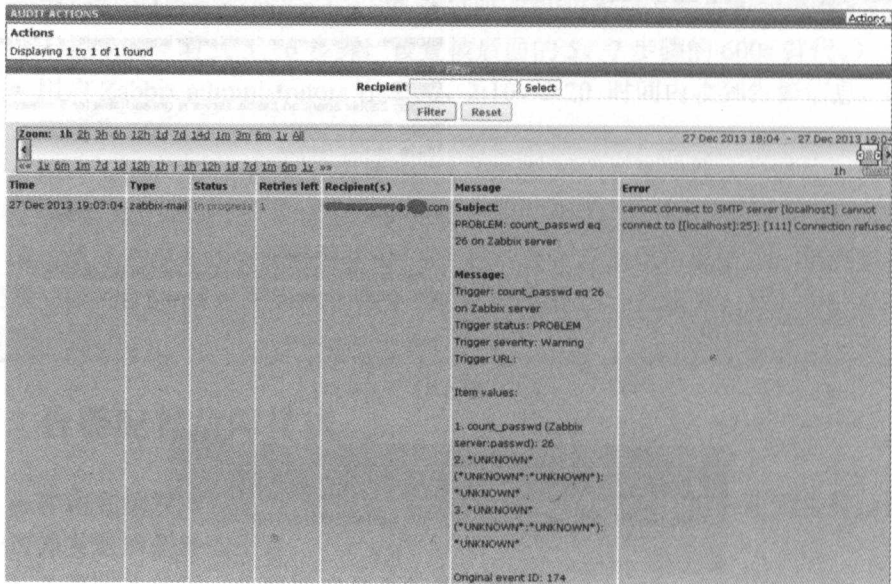 AUDIT ACTIONS
Actions
Actions
Displaying 1 to 1 of 1 found
Recipient Select
Filter Reset
Zoom: 1h 2h 3h 6h 12h 1d 7d 14d 1m 3m 6m 1y All 27 Dec 2013 18:04 - 27 Dec 2013 19:04
«« 1y 6m 1m 7d 1d 12h 1h | 1h 12h 1d 7d 1m 6m 1y »» 1h
Time Type Status Retries left Recipient(s) Message Error
27 Dec 2013 19:03:04 zabbix-mail In progress 1 .com Subject: cannot connect to SMTP server [localhost]: cannot
PROBLEM: count_passwd eq connect to [[localhost]:25]: [111] Connection refused
26 on Zabbix server
Message:
Trigger: count_passwd eq 26
on Zabbix server
Trigger status: PROBLEM
Trigger severity: Warning
Trigger URL:
Item values:
1. count_passwd (Zabbix
server:passwd): 26
2. *UNKNOWN*
(*UNKNOWN*:*UNKNOWN*):
*UNKNOWN*
3. *UNKNOWN*
(*UNKNOWN*:*UNKNOWN*):
*UNKNOWN*
Original event ID: 174